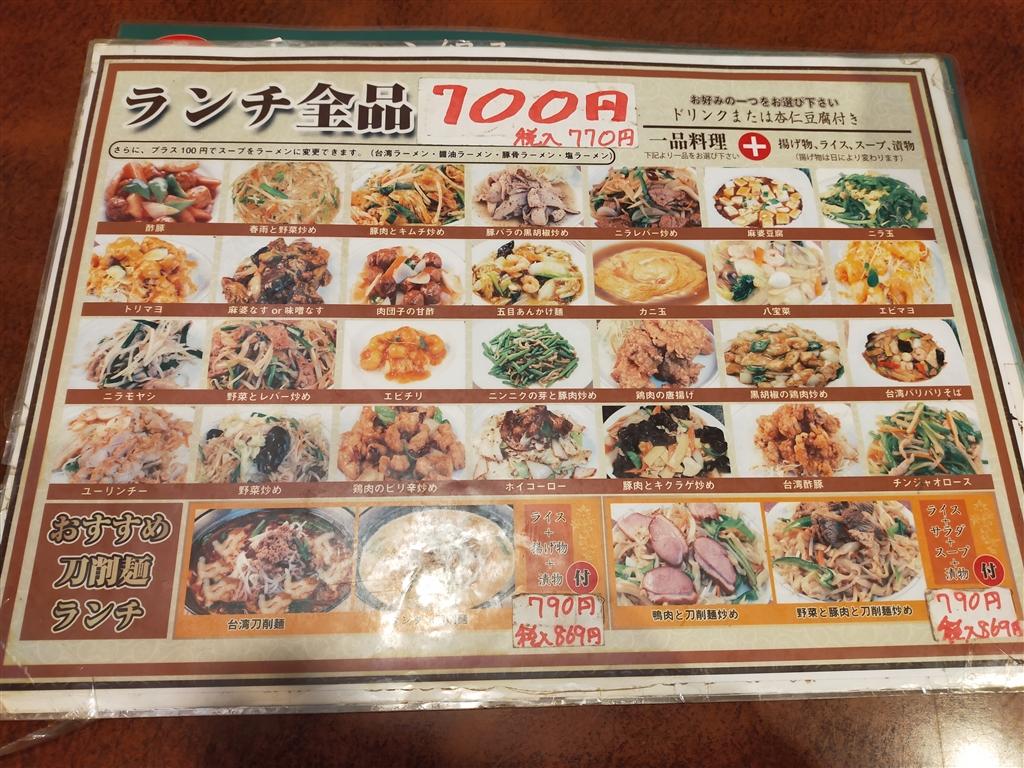 ランチ全品
700円
税入 770円
お好みの一つをお選び下さい
ドリンクまたは杏仁豆腐付き
一品料理
下記より一品をお選び下さい
+
揚げ物、ライス、スープ、漬物
(揚げ物は日により変わります)
さらに、プラス100円でスープをラーメンに変更できます。(台湾ラーメン・醤油ラーメン・豚骨ラーメン・塩ラーメン)
酢豚 春雨と野菜炒め 豚肉とキムチ炒め 豚バラの黒胡椒炒め ニラレバー炒め 麻婆豆腐 ニラ玉
トリマヨ 麻婆なす or 味噌なす 肉団子の甘酢 五目あんかけ麺 カニ玉 八宝菜 エビマヨ
ニラモヤシ 野菜とレバー炒め エビチリ ニンニクの芽と豚肉炒め 鶏肉の唐揚げ 黒胡椒の鶏肉炒め 台湾バリバリそば
ユーリンチー 野菜炒め 鶏肉のピリ辛炒め ホイコーロー 豚肉とキクラゲ炒め 台湾酢豚 チンジャオロース
おすすめ
刀削麺
ランチ
台湾刀削麺
ライス
+
揚げ物
+
漬物
付
790円
税入869円
鴨肉と刀削麺炒め
野菜と豚肉と刀削麺炒め
ライス
+
サラダ
+
スープ
+
漬物
付
790円
税入869円